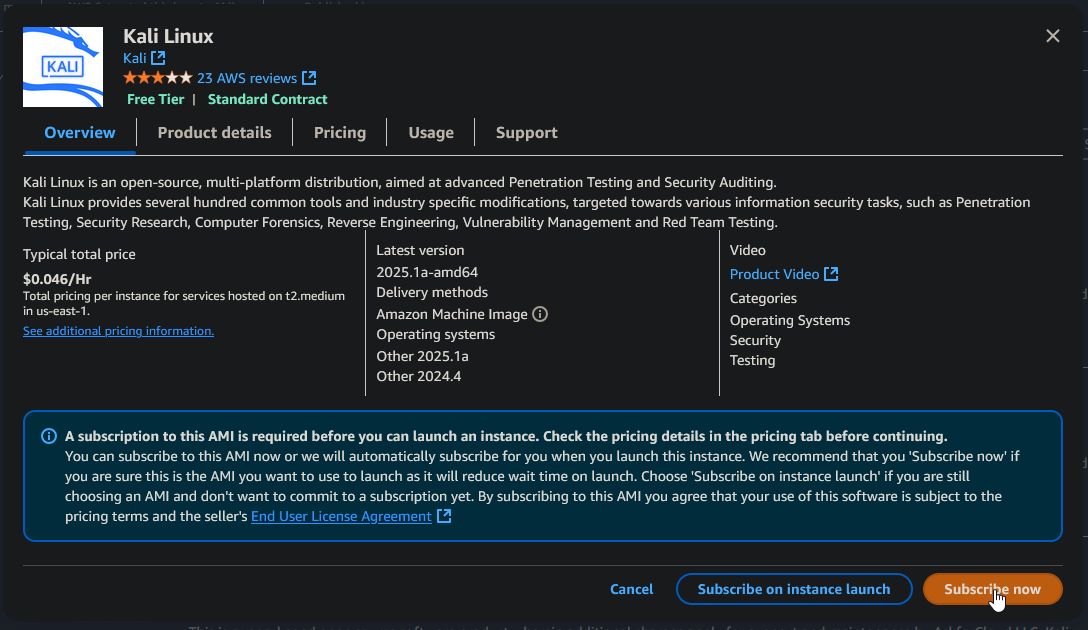 Kali Linux
KALI
Kali
23 AWS reviews
Free Tier | Standard Contract
Overview
Product details
Pricing
Usage
Support
Kali Linux is an open-source, multi-platform distribution, aimed at advanced Penetration Testing and Security Auditing.
Kali Linux provides several hundred common tools and industry specific modifications, targeted towards various information security tasks, such as Penetration
Testing, Security Research, Computer Forensics, Reverse Engineering, Vulnerability Management and Red Team Testing.
Typical total price
$0.046/Hr
Total pricing per instance for services hosted on t2.medium
in us-east-1.
See additional pricing information.
Latest version
2025.1a-amd64
Delivery methods
Amazon Machine Image
Operating systems
Other 2025.1a
Other 2024.4
Video
Product Video
Categories
Operating Systems
Security
Testing
A subscription to this AMI is required before you can launch an instance. Check the pricing details in the pricing tab before continuing.
You can subscribe to this AMI now or we will automatically subscribe for you when you launch this instance. We recommend that you 'Subscribe now' if
you are sure this is the AMI you want to use to launch as it will reduce wait time on launch. Choose 'Subscribe on instance launch' if you are still
choosing an AMI and don't want to commit to a subscription yet. By subscribing to this AMI you agree that your use of this software is subject to the
pricing terms and the seller's End User License Agreement
Cancel
Subscribe on instance launch
Subscribe now